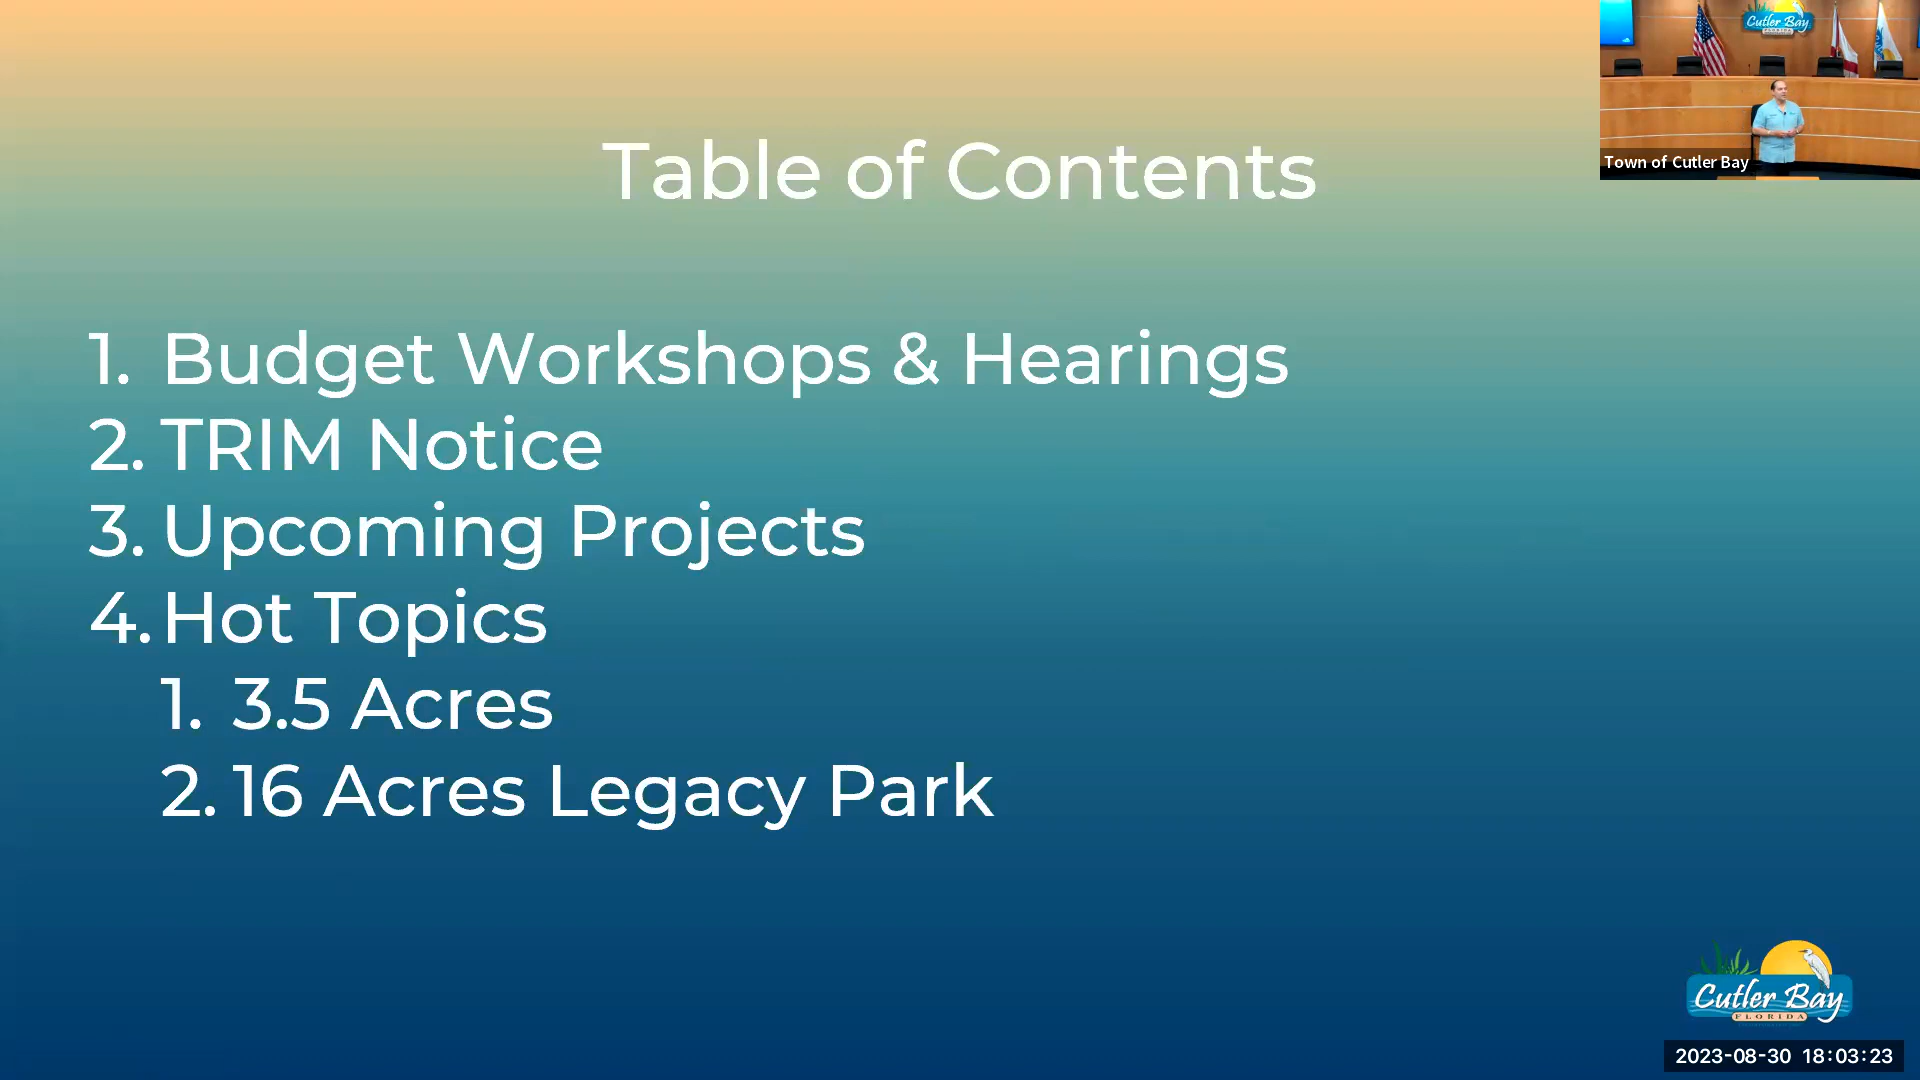 Table of Contents
1. Budget Workshops & Hearings
2. TRIM Notice
3. Upcoming Projects
4. Hot Topics
1. 3.5 Acres
2. 16 Acres Legacy Park
Cutler Bay
FLORIDA
Town of Cutler Bay
Cutler Bay
FLORIDA
2023-08-30 18:03:23